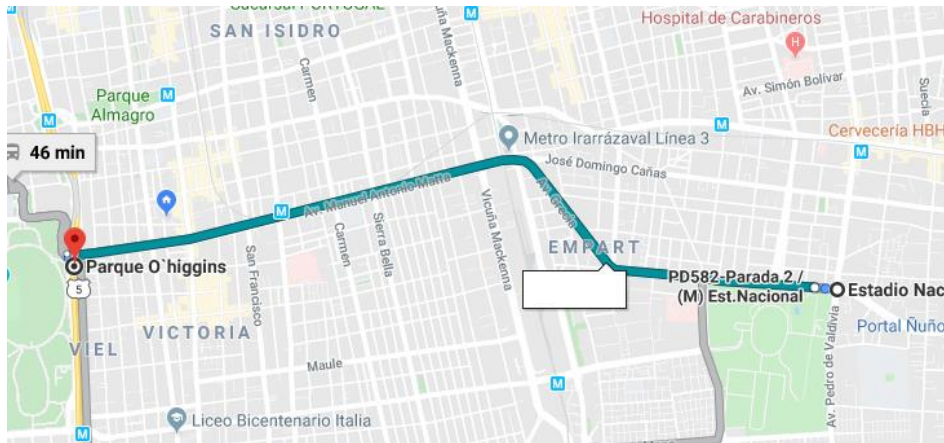 Sucursal PORTUGAL
SAN ISIDRO
Hospital de Carabineros
H
Av. Simón Bolívar
Suecia
Carmen
Vicuña Mackenna
M
M
Parque
Almagro
M
M
M
46 min
Metro Irarrázaval Línea 3
Cervecería HBH
M
José Domingo Cañas
Av. Manuel Antonio Matta
M
Av. Grecia
Vicuña Mackenna
Carmen
Sierra Bella
San Francisco
EMPART
Parque O`higgins
5
PD582-Parada 2 /
(M) Est.Nacional
Estadio Nac
Portal Ñuño
VICTORIA
VIEL
Maule
Av. Pedro de Valdivia
M
Liceo Bicentenario Italia
M